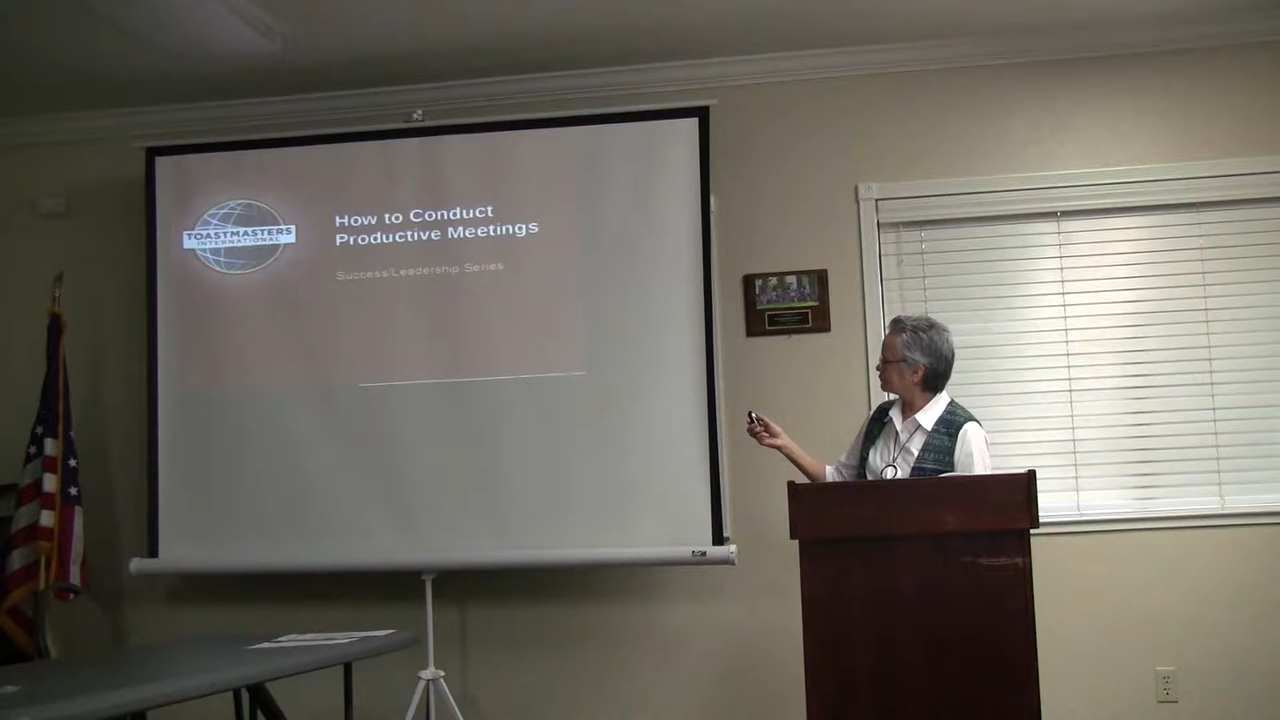 TOASTMASTERS
INTERNATIONAL
How to Conduct
Productive Meetings
Success/Leadership Series